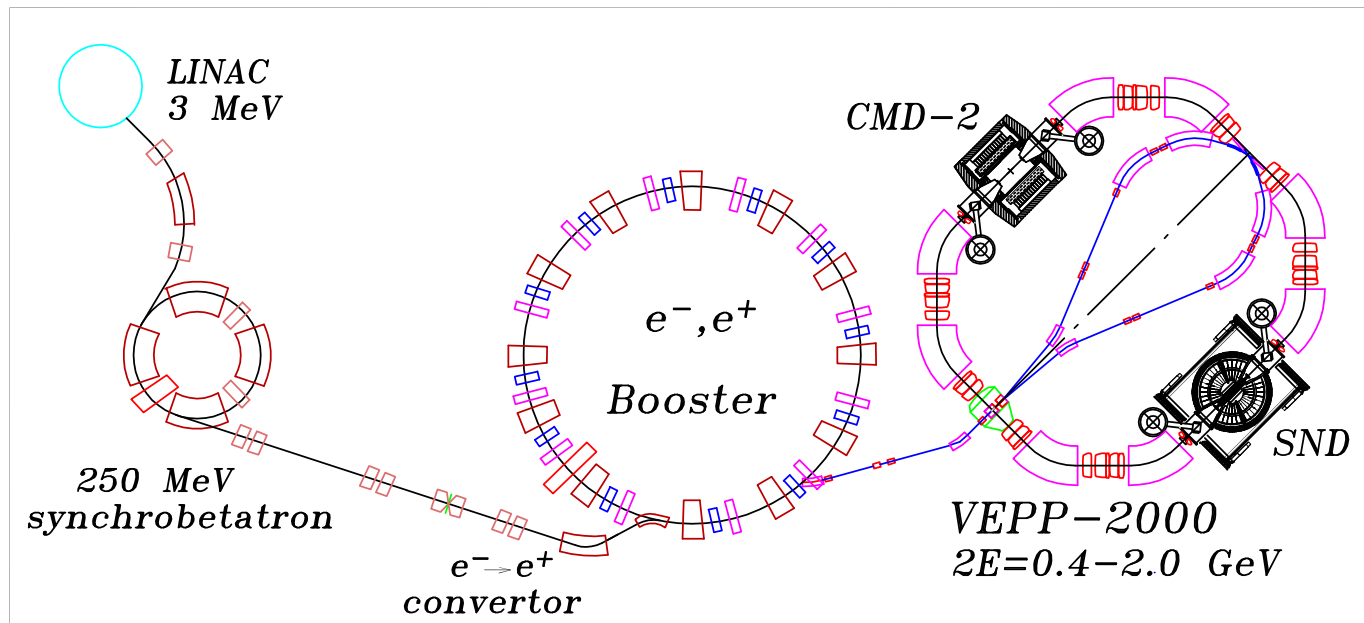 LINAC
3 MeV
CMD-2
e⁻,e⁺
Booster
SND
250 MeV
synchrobetatron
VEPP-2000
2E=0.4-2.0 GeV
e⁻→e⁺
convertor